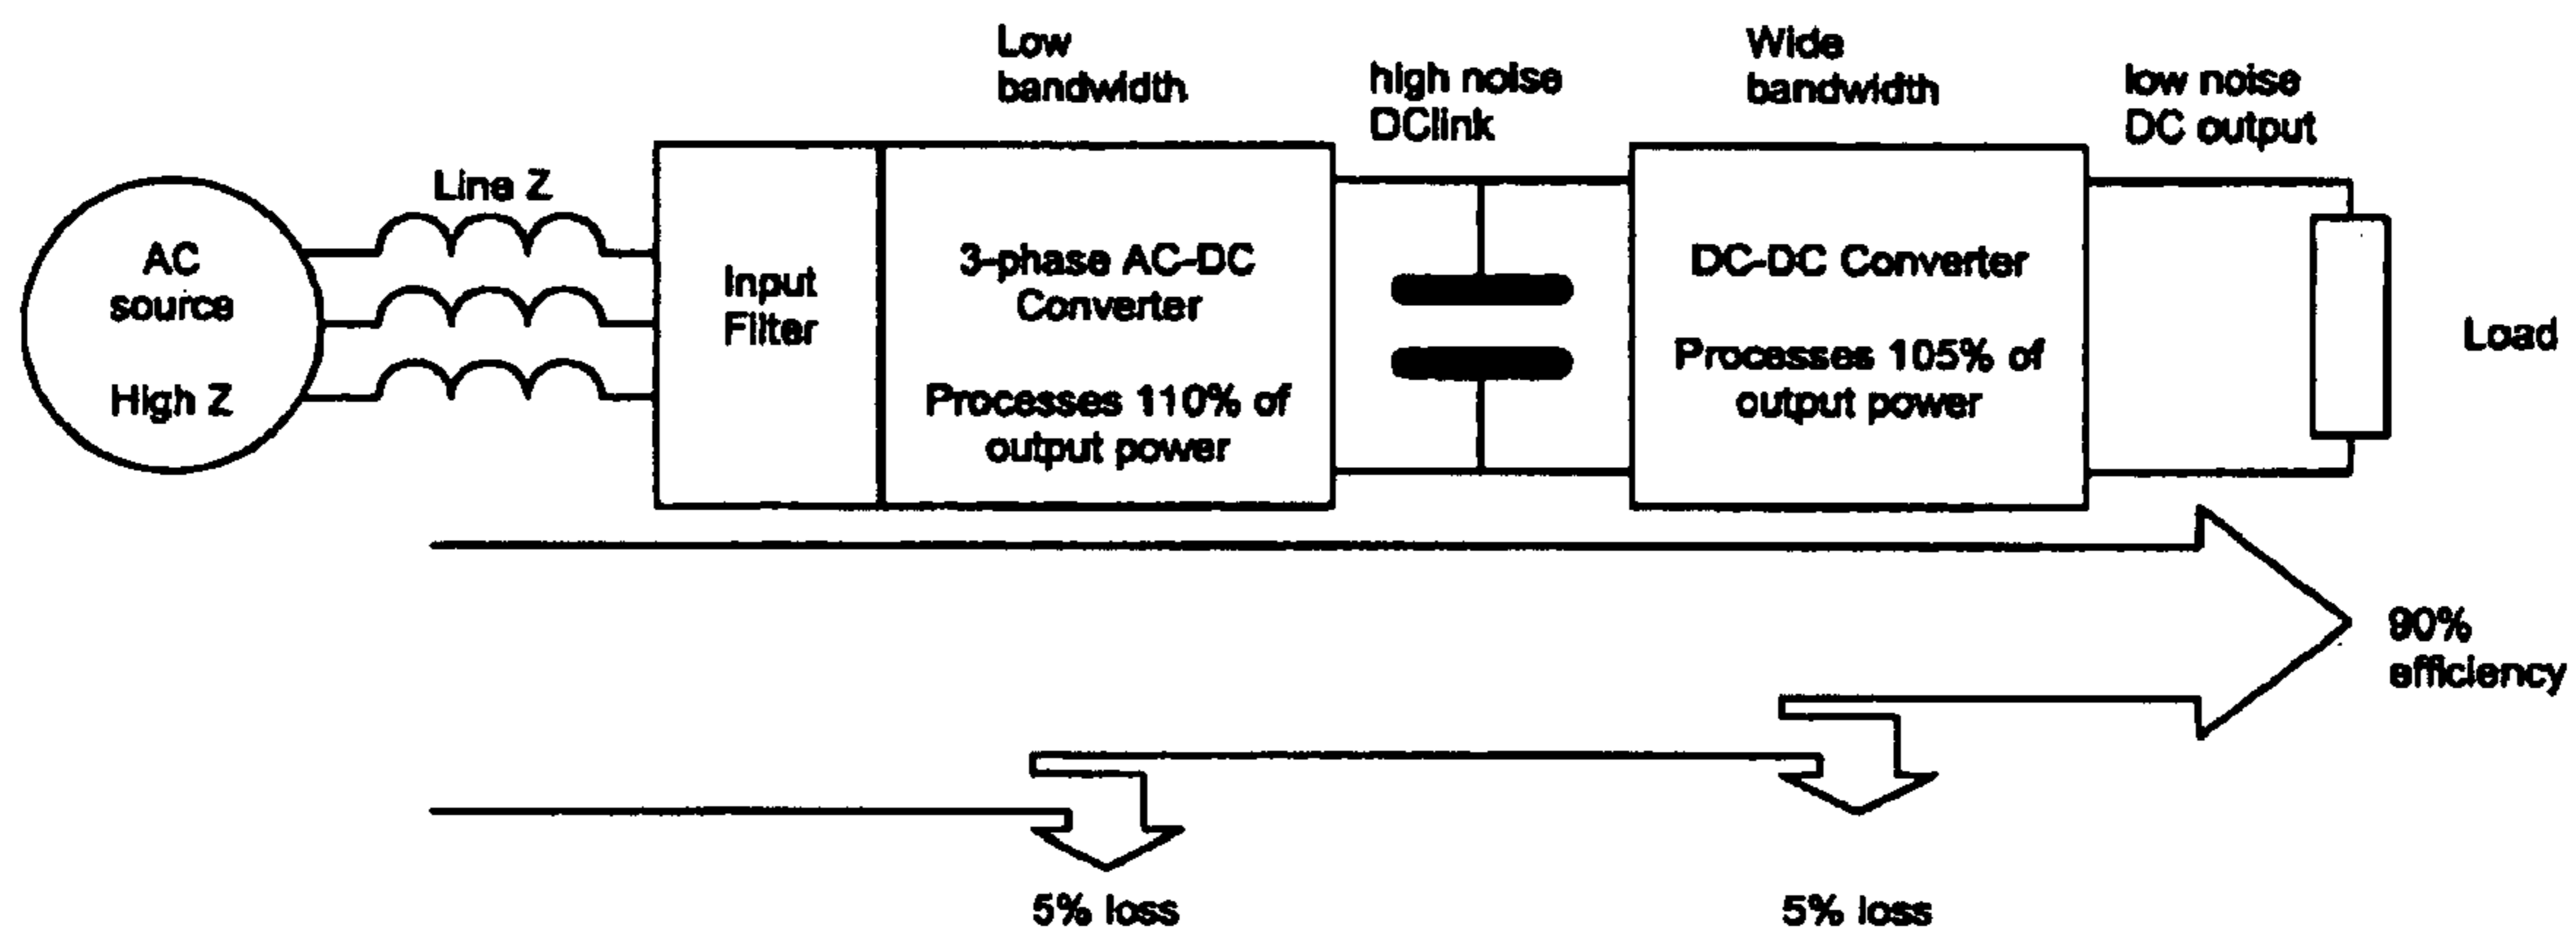 Low
bandwidth
high noise
DClink
Wide
bandwidth
low noise
DC output
Line Z
AC
source
High Z
Input
Filter
3-phase AC-DC
Converter
Processes 110% of
output power
DC-DC Converter
Processes 105% of
output power
Load
90%
efficiency
5% loss
5% loss